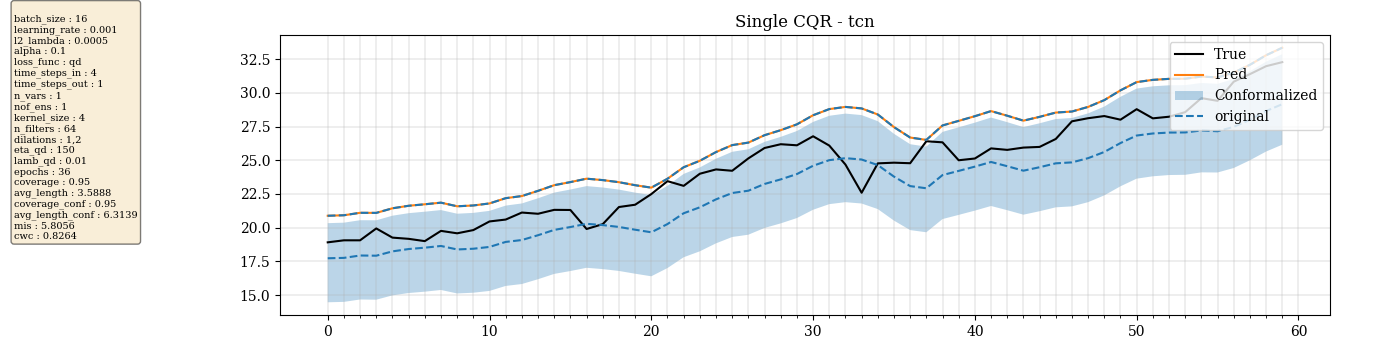 batch_size : 16
learning_rate : 0.001
l2_lambda : 0.0005
alpha : 0.1
loss_func : qd
time_steps_in : 4
time_steps_out : 1
n_vars : 1
nof_ens : 1
kernel_size : 4
n_filters : 64
dilations : 1,2
eta_qd : 150
lamb_qd : 0.01
epochs : 36
coverage : 0.95
avg_length : 3.5888
coverage_conf : 0.95
avg_length_conf : 6.3139
mis : 5.8056
cwc : 0.8264
Single CQR - tcn
32.5
30.0
27.5
25.0
22.5
20.0
17.5
15.0
0 10 20 30 40 50 60
True
Pred
Conformalized
original